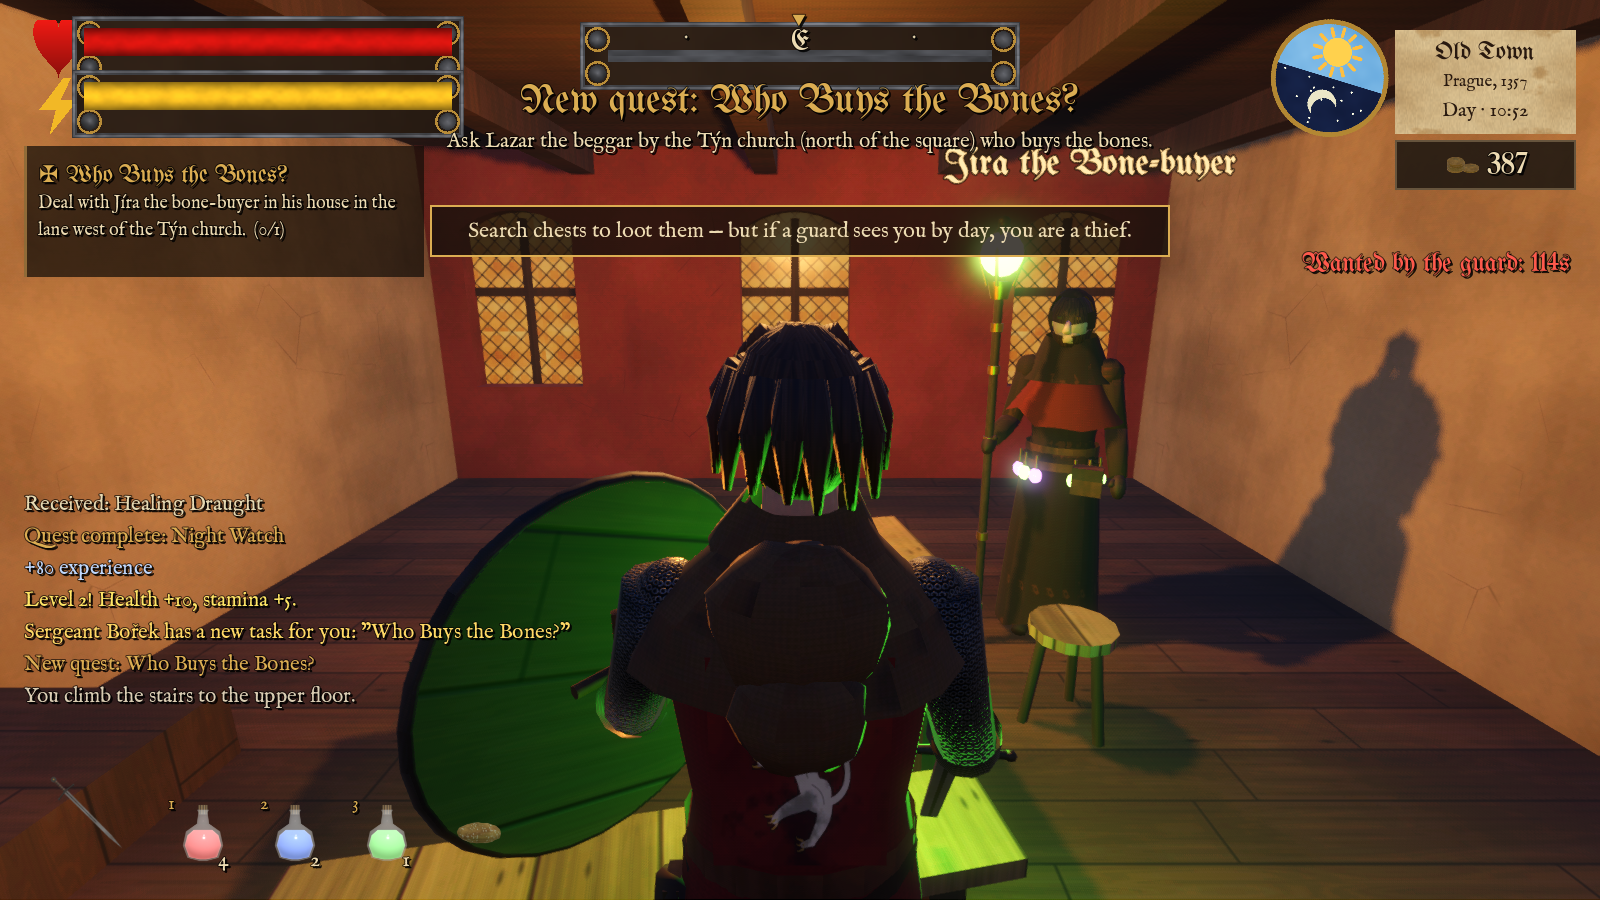 E
New quest: Who Buys the Bones?
Ask Lazar the beggar by the Týn church (north of the square) who buys the bones.
Old Town
Prague, 1357
Day · 10:52
387
✠ Who Buys the Bones?
Deal with Jíra the bone-buyer in his house in the
lane west of the Týn church. (0/1)
Jíra the Bone-buyer
Search chests to loot them – but if a guard sees you by day, you are a thief.
Wanted by the guard: 114s
Received: Healing Draught
Quest complete: Night Watch
+80 experience
Level 2! Health +10, stamina +5.
Sergeant Bořek has a new task for you: "Who Buys the Bones?"
New quest: Who Buys the Bones?
You climb the stairs to the upper floor.
1 2 3
4 2 1